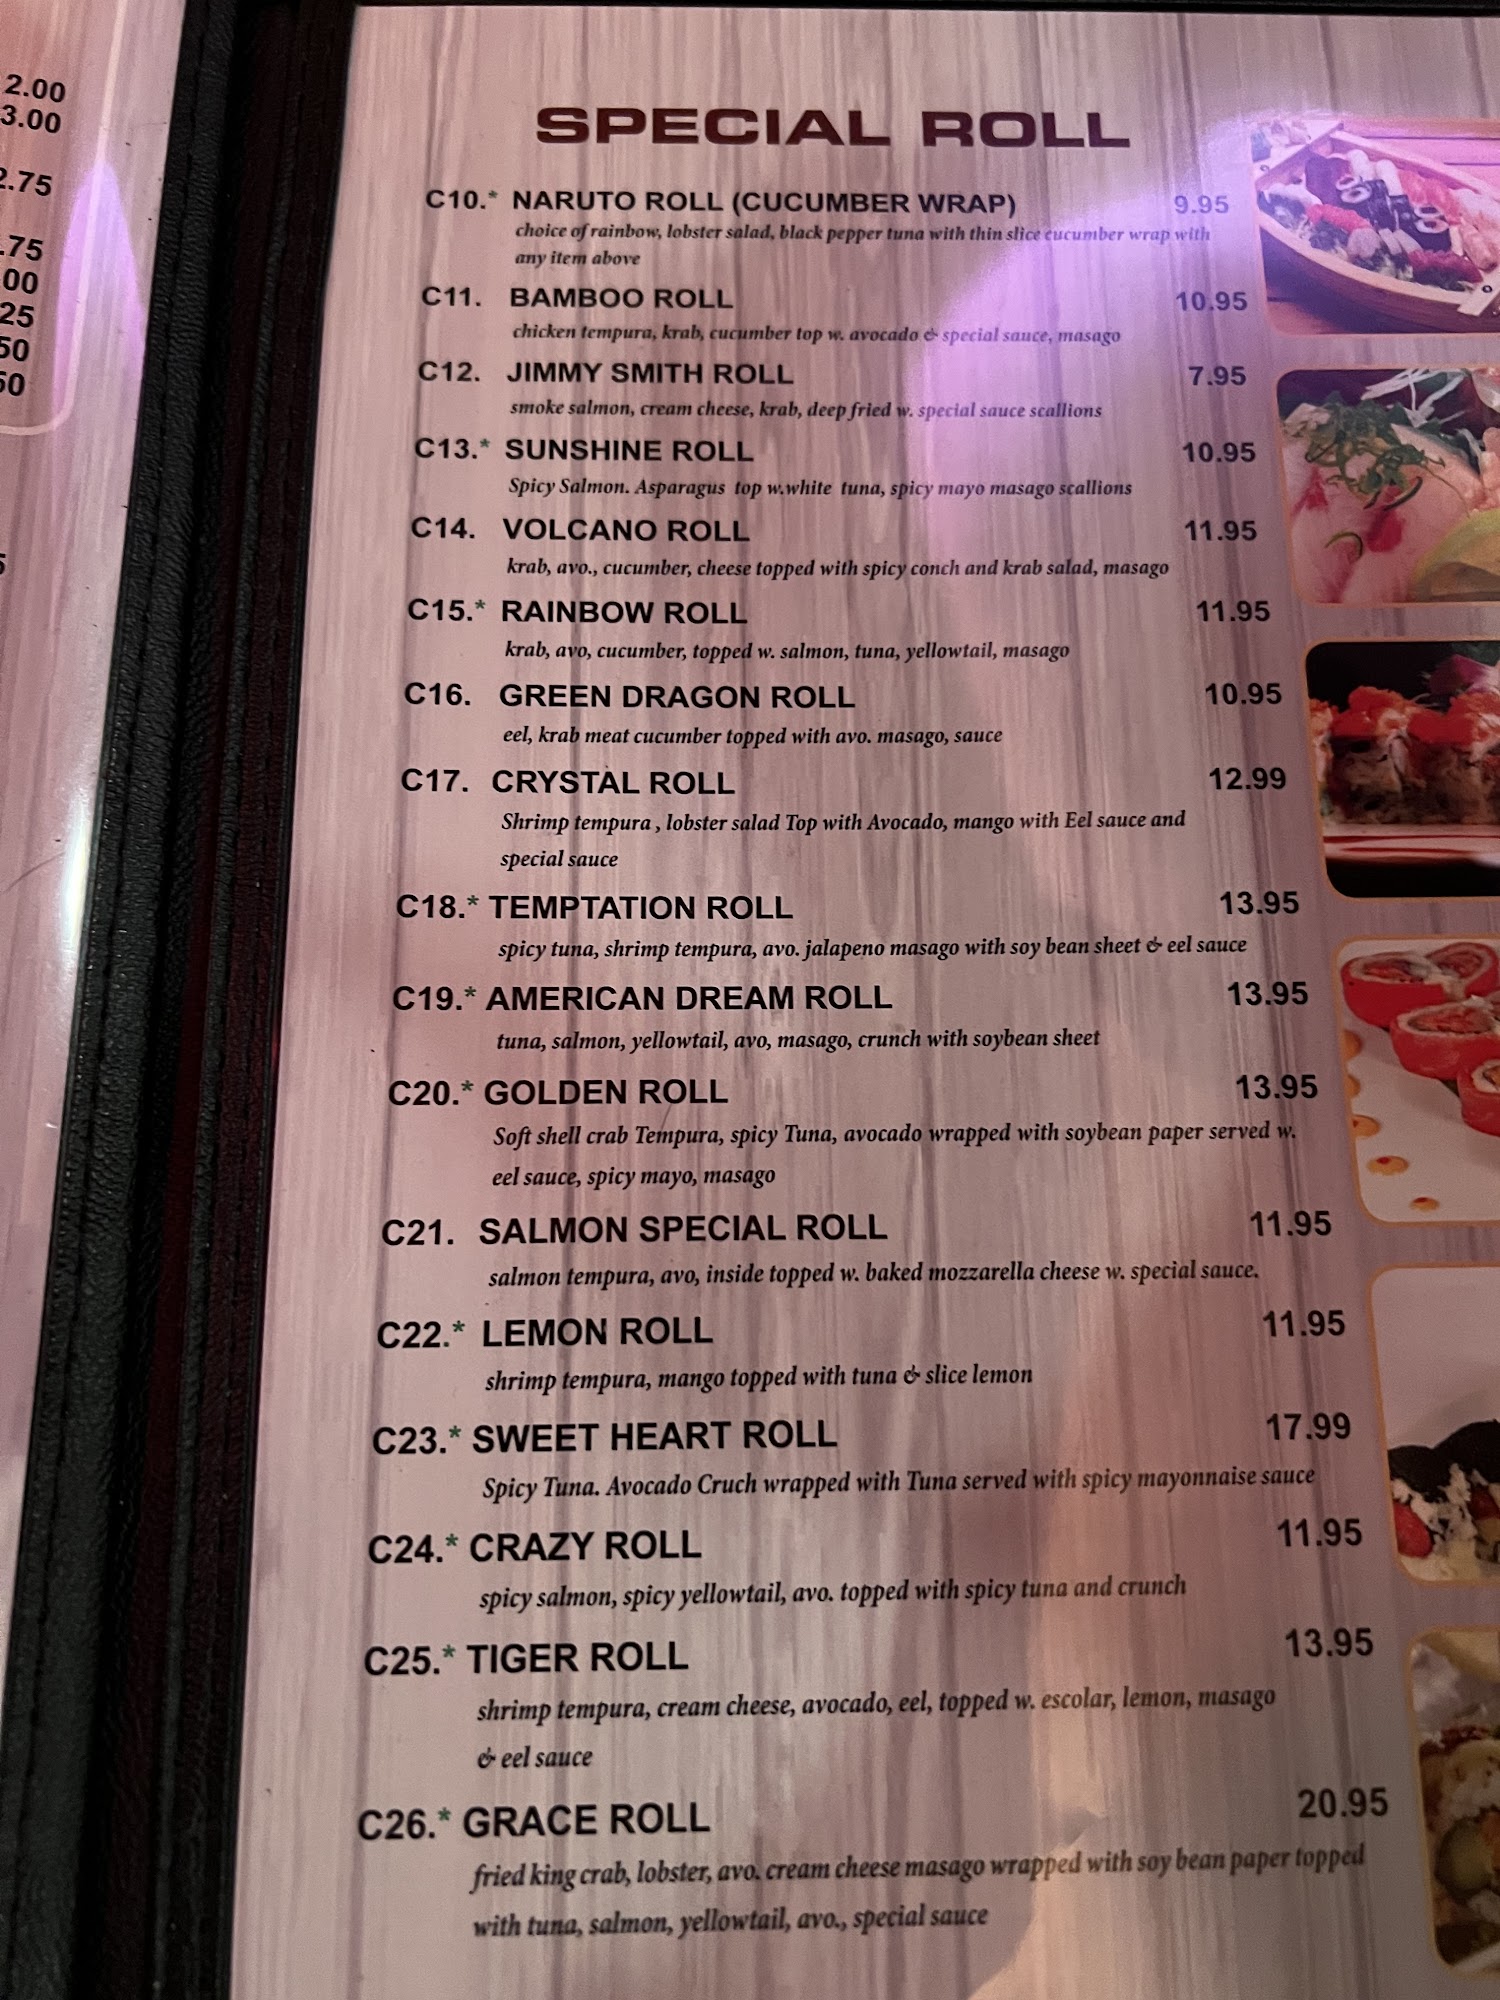 2.00
3.00
2.75
.75
.00
25
50
50
SPECIAL ROLL
C10.* NARUTO ROLL (CUCUMBER WRAP) 9.95
choice of rainbow, lobster salad, black pepper tuna with thin slice cucumber wrap with
any item above
C11. BAMBOO ROLL 10.95
chicken tempura, krab, cucumber top w. avocado & special sauce, masago
C12. JIMMY SMITH ROLL 7.95
smoke salmon, cream cheese, krab, deep fried w. special sauce scallions
C13.* SUNSHINE ROLL 10.95
Spicy Salmon. Asparagus top w.white tuna, spicy mayo masago scallions
C14. VOLCANO ROLL 11.95
krab, avo., cucumber, cheese topped with spicy conch and krab salad, masago
C15.* RAINBOW ROLL 11.95
krab, avo, cucumber, topped w. salmon, tuna, yellowtail, masago
C16. GREEN DRAGON ROLL 10.95
eel, krab meat cucumber topped with avo. masago, sauce
C17. CRYSTAL ROLL 12.99
Shrimp tempura , lobster salad Top with Avocado, mango with Eel sauce and
special sauce
C18.* TEMPTATION ROLL 13.95
spicy tuna, shrimp tempura, avo. jalapeno masago with soy bean sheet & eel sauce
C19.* AMERICAN DREAM ROLL 13.95
tuna, salmon, yellowtail, avo, masago, crunch with soybean sheet
C20.* GOLDEN ROLL 13.95
Soft shell crab Tempura, spicy Tuna, avocado wrapped with soybean paper served w.
eel sauce, spicy mayo, masago
C21. SALMON SPECIAL ROLL 11.95
salmon tempura, avo, inside topped w. baked mozzarella cheese w. special sauce.
C22.* LEMON ROLL 11.95
shrimp tempura, mango topped with tuna & slice lemon
C23.* SWEET HEART ROLL 17.99
Spicy Tuna. Avocado Cruch wrapped with Tuna served with spicy mayonnaise sauce
C24.* CRAZY ROLL 11.95
spicy salmon, spicy yellowtail, avo. topped with spicy tuna and crunch
C25.* TIGER ROLL 13.95
shrimp tempura, cream cheese, avocado, eel, topped w. escolar, lemon, masago
& eel sauce
C26.* GRACE ROLL 20.95
fried king crab, lobster, avo. cream cheese masago wrapped with soy bean paper topped
with tuna, salmon, yellowtail, avo., special sauce